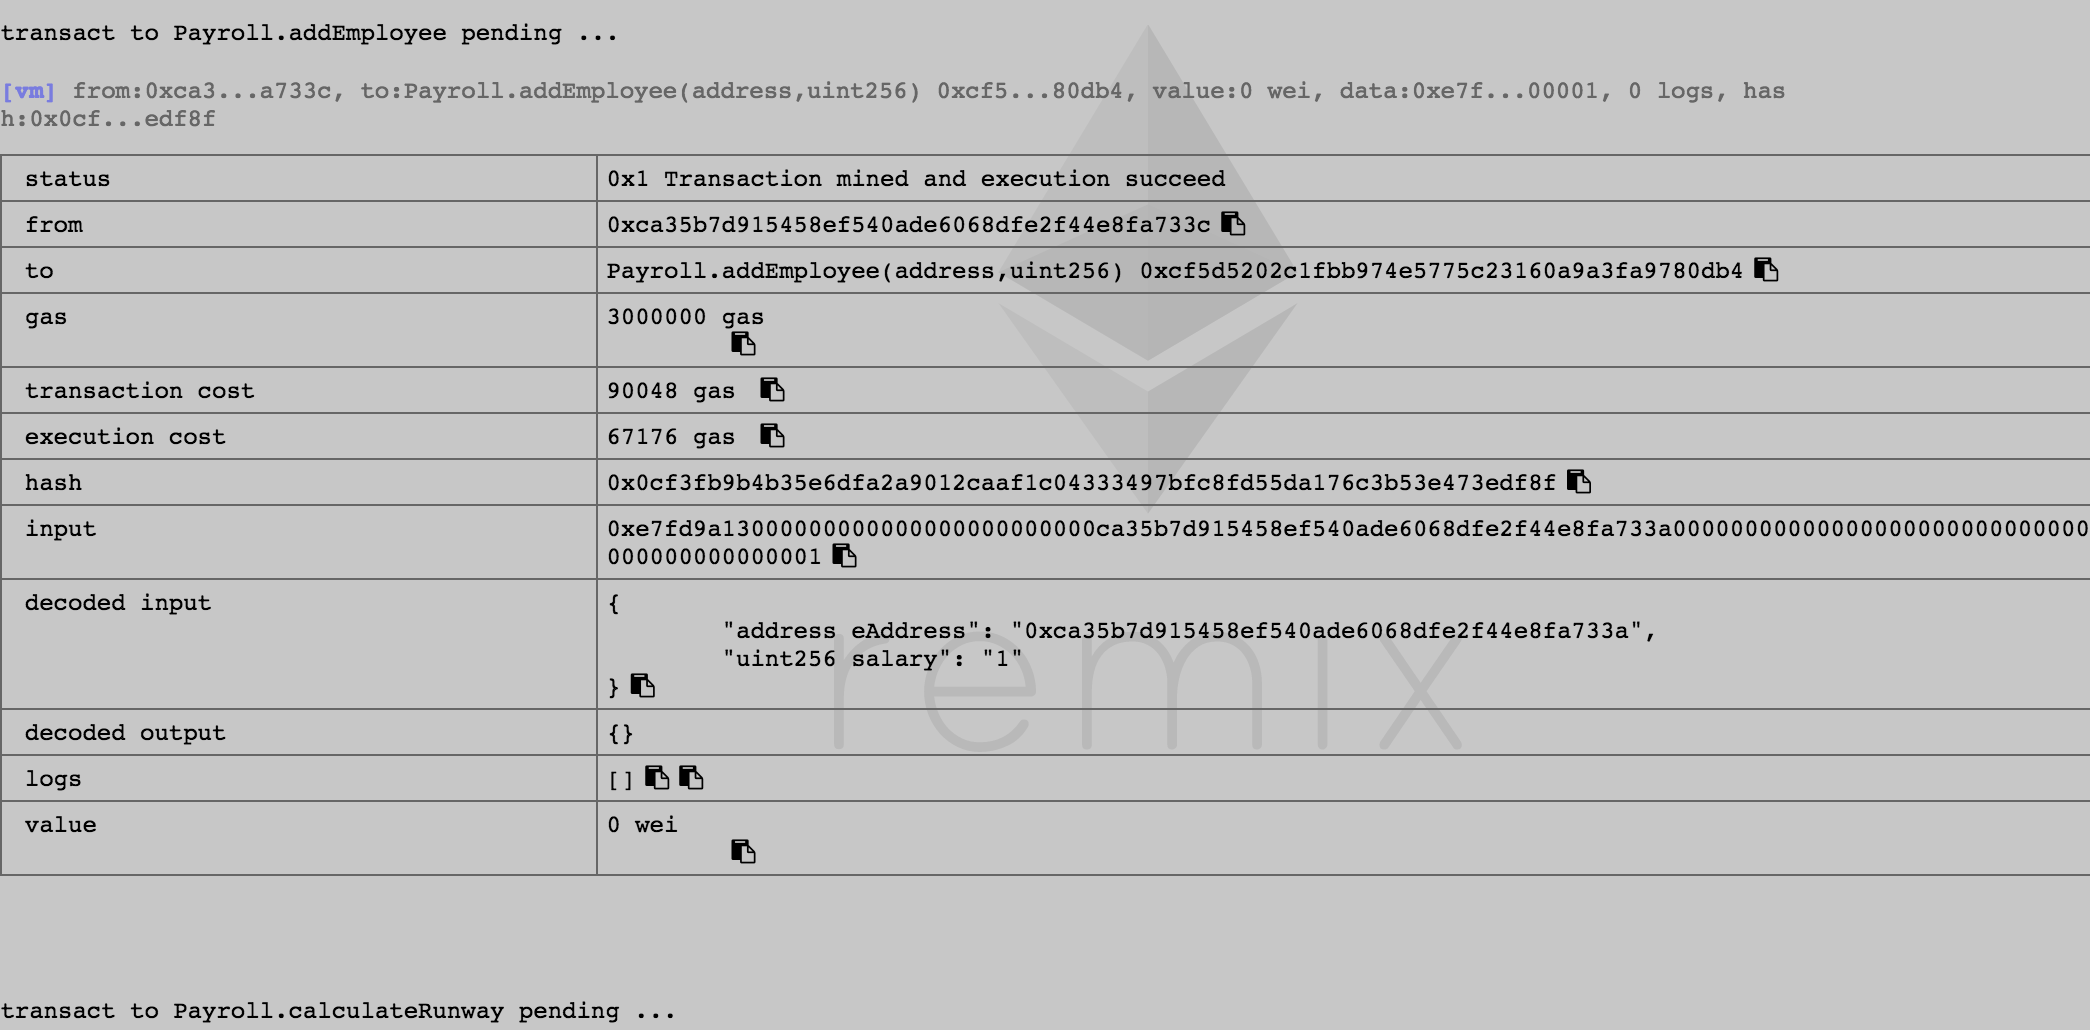 transact to Payroll.addEmployee pending ...
[vm] from:0xca3...a733c, to:Payroll.addEmployee(address,uint256) 0xcf5...80db4, value:0 wei, data:0xe7f...00001, 0 logs, has
h:0x0cf...edf8f
status 0x1 Transaction mined and execution succeed
from 0xca35b7d915458ef540ade6068dfe2f44e8fa733c
to Payroll.addEmployee(address,uint256) 0xcf5d5202c1fbb974e5775c23160a9a3fa9780db4
gas 3000000 gas
transaction cost 90048 gas
execution cost 67176 gas
hash 0x0cf3fb9b4b35e6dfa2a9012caaf1c04333497bfc8fd55da176c3b53e473edf8f
input 0xe7fd9a13000000000000000000000000ca35b7d915458ef540ade6068dfe2f44e8fa733a0000000000000000000000000000000000000000000000000
000000000000001
decoded input {
"address eAddress": "0xca35b7d915458ef540ade6068dfe2f44e8fa733a",
"uint256 salary": "1"
}
decoded output {}
logs []
value 0 wei
remix
transact to Payroll.calculateRunway pending ...